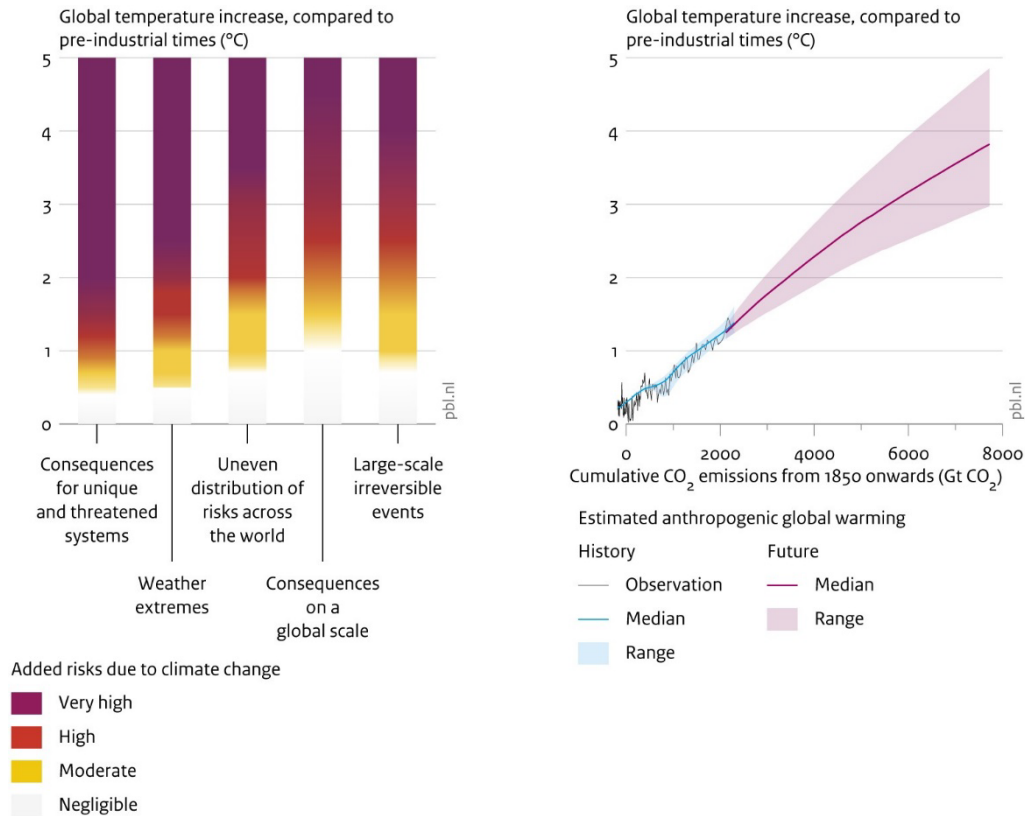 Global temperature increase, compared to
pre-industrial times (°C)
5
4
3
2
1
0
pbl.nl
Consequences
for unique
and threatened
systems
Weather
extremes
Uneven
distribution of
risks across
the world
Consequences
on a
global scale
Large-scale
irreversible
events
Added risks due to climate change
Very high
High
Moderate
Negligible
Global temperature increase, compared to
pre-industrial times (°C)
5
4
3
2
1
0
pbl.nl
0 2000 4000 6000 8000
Cumulative CO₂ emissions from 1850 onwards (Gt CO₂)
Estimated anthropogenic global warming
History
Observation
Median
Range
Future
Median
Range